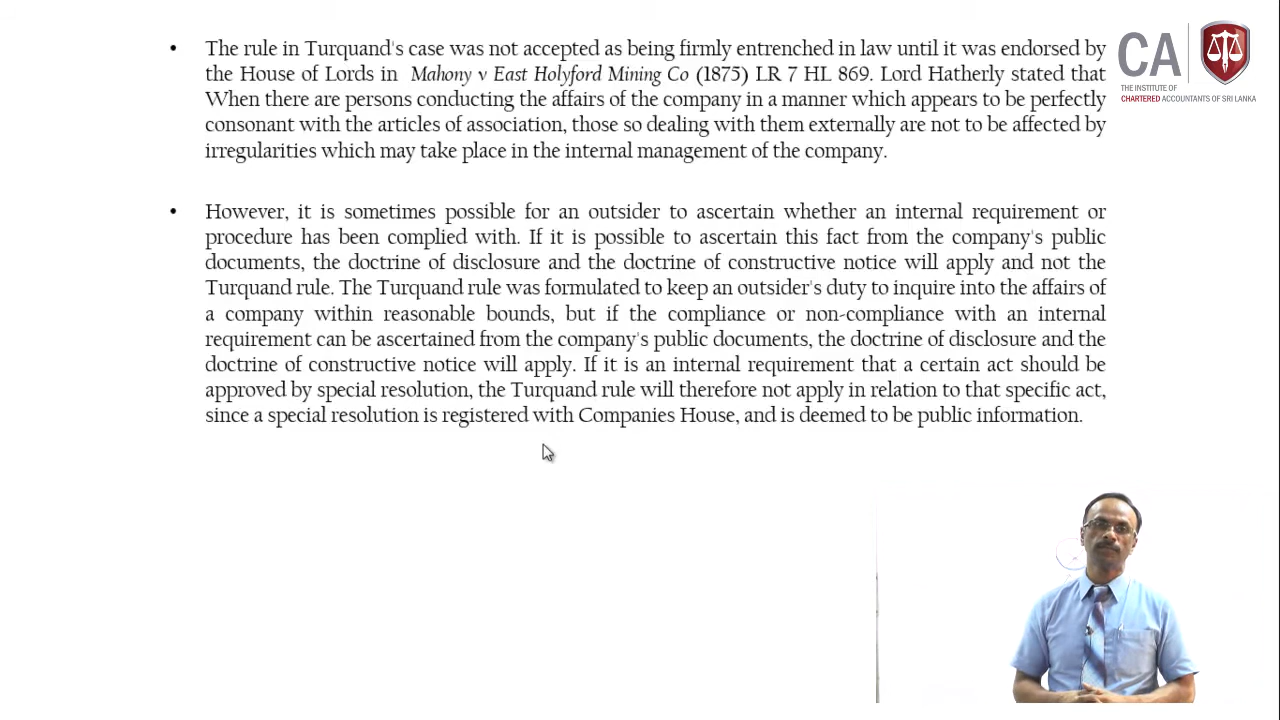 • The rule in Turquand's case was not accepted as being firmly entrenched in law until it was endorsed by
the House of Lords in Mahony v East Holyford Mining Co (1875) LR 7 HL 869. Lord Hatherly stated that
When there are persons conducting the affairs of the company in a manner which appears to be perfectly
consonant with the articles of association, those so dealing with them externally are not to be affected by
irregularities which may take place in the internal management of the company.
• However, it is sometimes possible for an outsider to ascertain whether an internal requirement or
procedure has been complied with. If it is possible to ascertain this fact from the company's public
documents, the doctrine of disclosure and the doctrine of constructive notice will apply and not the
Turquand rule. The Turquand rule was formulated to keep an outsider's duty to inquire into the affairs of
a company within reasonable bounds, but if the compliance or non-compliance with an internal
requirement can be ascertained from the company's public documents, the doctrine of disclosure and the
doctrine of constructive notice will apply. If it is an internal requirement that a certain act should be
approved by special resolution, the Turquand rule will therefore not apply in relation to that specific act,
since a special resolution is registered with Companies House, and is deemed to be public information.
CA
THE INSTITUTE OF
CHARTERED ACCOUNTANTS OF SRI LANKA